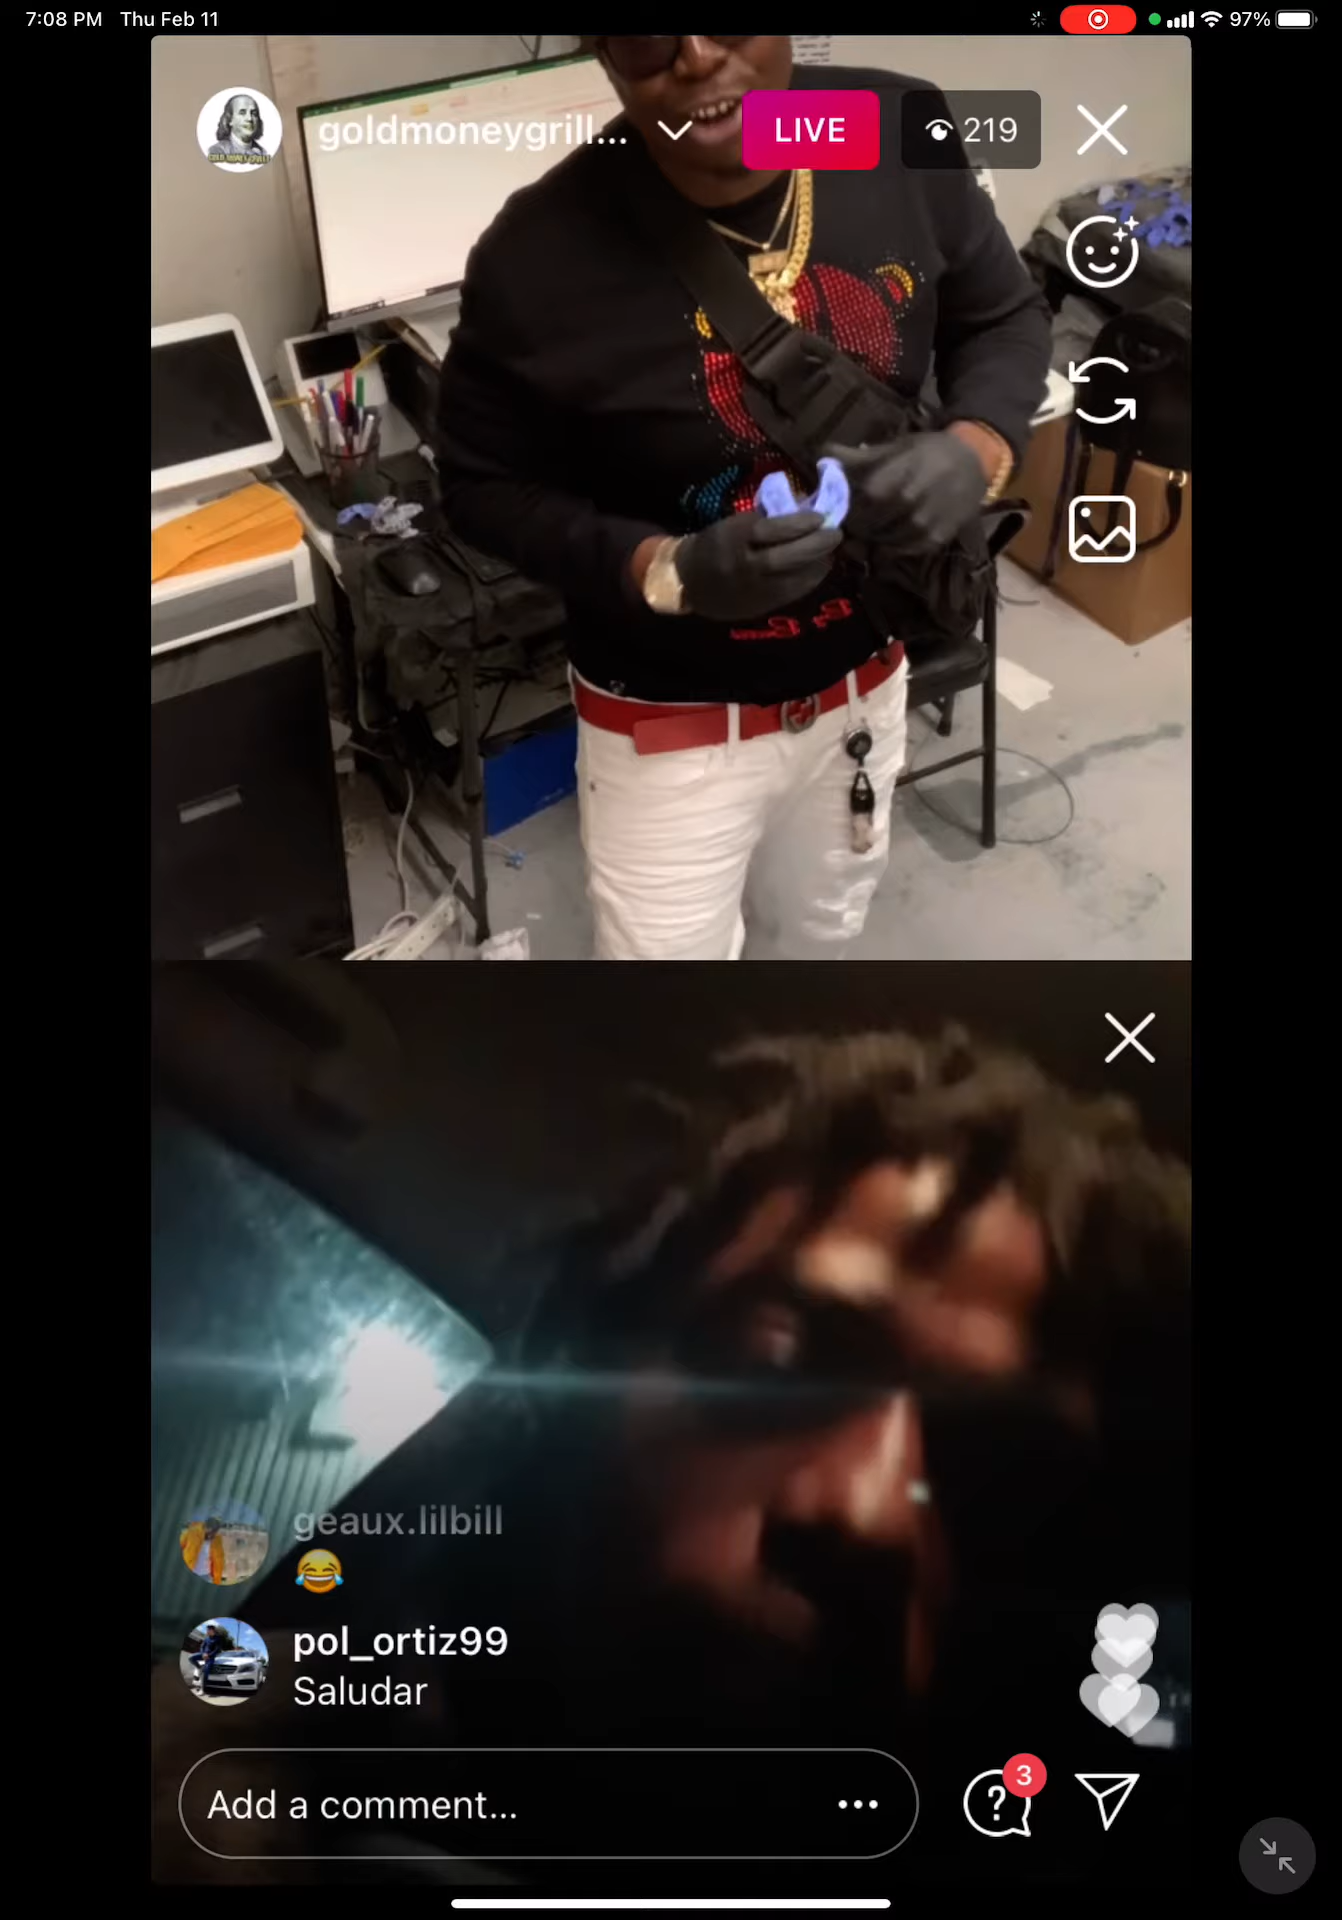 7:08 PM Thu Feb 11
97%
goldmoneygrill...
LIVE
219
geaux.lilbill
😂
pol_ortiz99
Saludar
Add a comment...
3